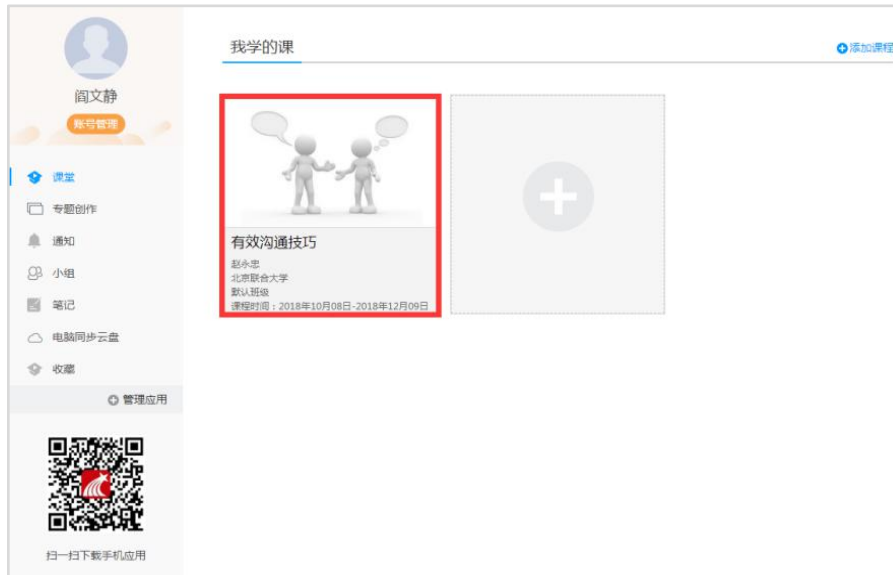 阎文静
账号管理
课堂
专题创作
通知
小组
笔记
电脑同步云盘
收藏
管理应用
扫一扫下载手机应用
我学的课
添加课程
有效沟通技巧
赵永忠
北京联合大学
默认班级
课程时间：2018年10月08日-2018年12月09日